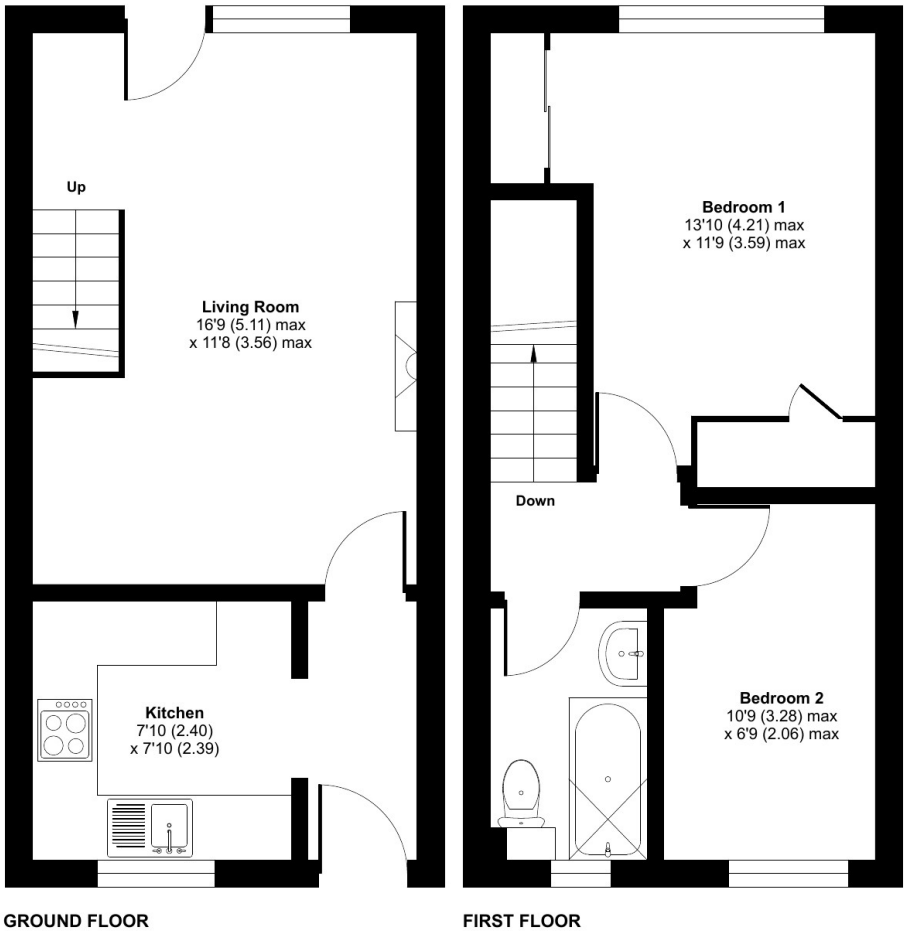 Up
Living Room
16'9 (5.11) max
x 11'8 (3.56) max
Kitchen
7'10 (2.40)
x 7'10 (2.39)
GROUND FLOOR
Bedroom 1
13'10 (4.21) max
x 11'9 (3.59) max
Down
Bedroom 2
10'9 (3.28) max
x 6'9 (2.06) max
FIRST FLOOR